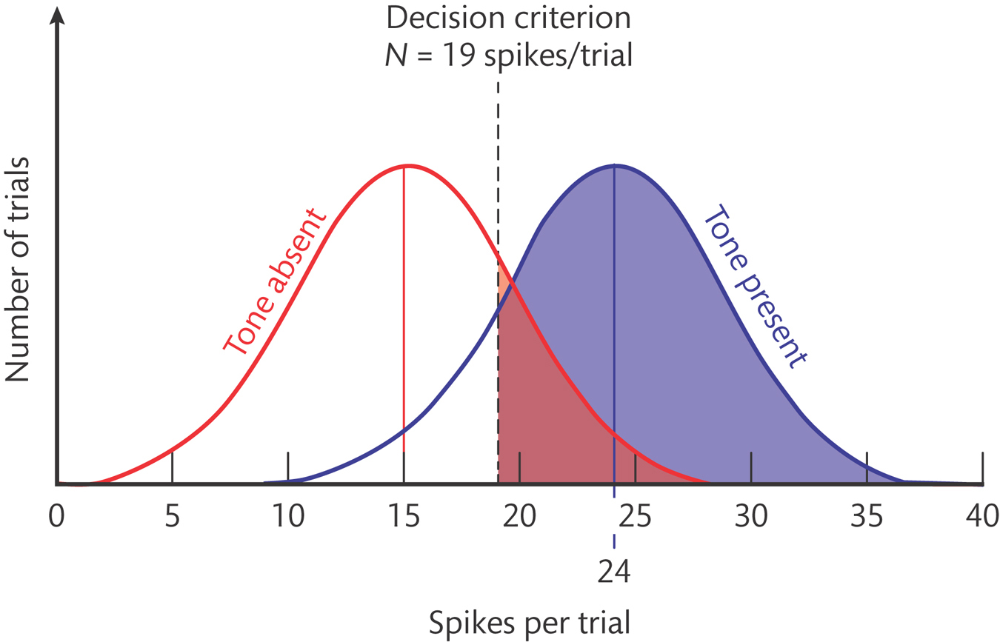 Decision criterion
N = 19 spikes/trial
Number of trials
Tone absent
Tone present
0 5 10 15 20 25 30 35 40
24
Spikes per trial